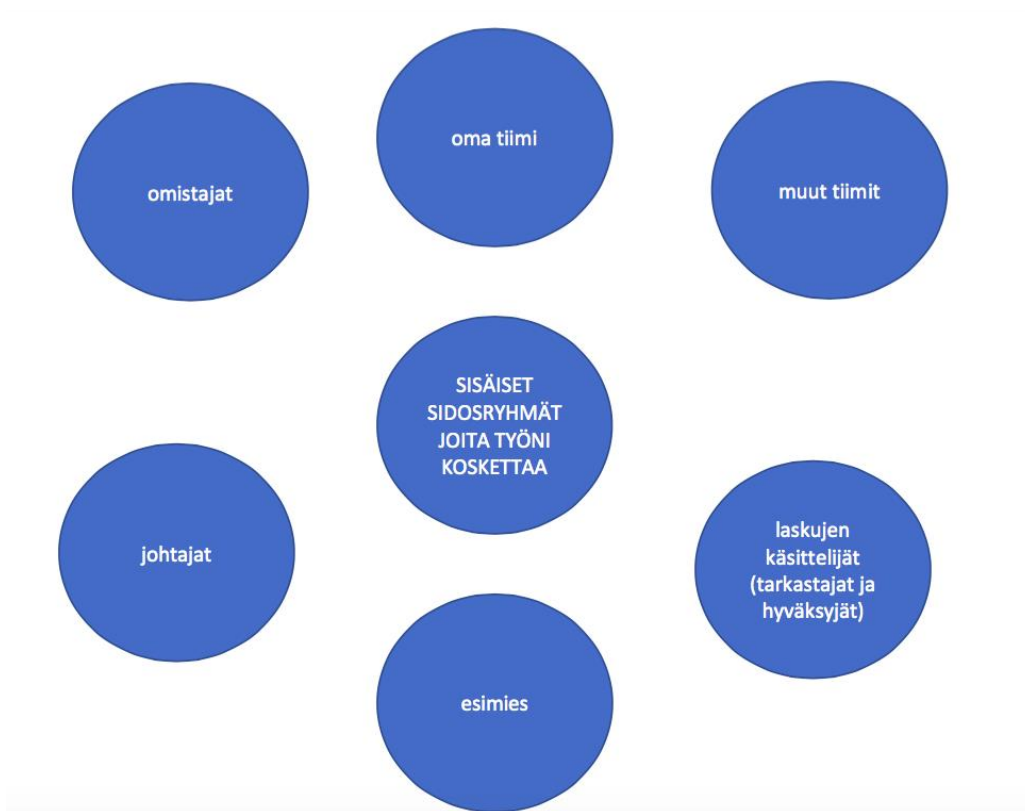 oma tiimi
omistajat
muut tiimit
SISÄISET
SIDOSRYHMÄT
JOITA TYÖNI
KOSKETTAA
johtajat
laskujen
käsittelijät
(tarkastajat ja
hyväksyjät)
esimies